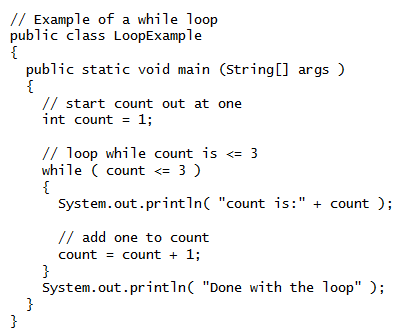 // Example of a while loop
public class LoopExample
{
  public static void main (String[] args )
  {
    // start count out at one
    int count = 1;

    // loop while count is <= 3
    while ( count <= 3 )
    {
      System.out.println( "count is:" + count );

      // add one to count
      count = count + 1;
    }
    System.out.println( "Done with the loop" );
  }
}